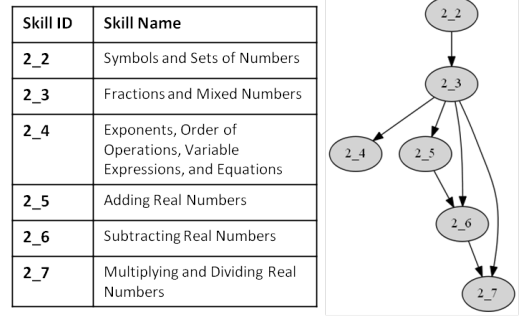 Skill ID Skill Name
2_2 Symbols and Sets of Numbers
2_3 Fractions and Mixed Numbers
2_4 Exponents, Order of
Operations, Variable
Expressions, and Equations
2_5 Adding Real Numbers
2_6 Subtracting Real Numbers
2_7 Multiplying and Dividing Real
Numbers
2_2
2_3
2_4 2_5
2_6
2_7